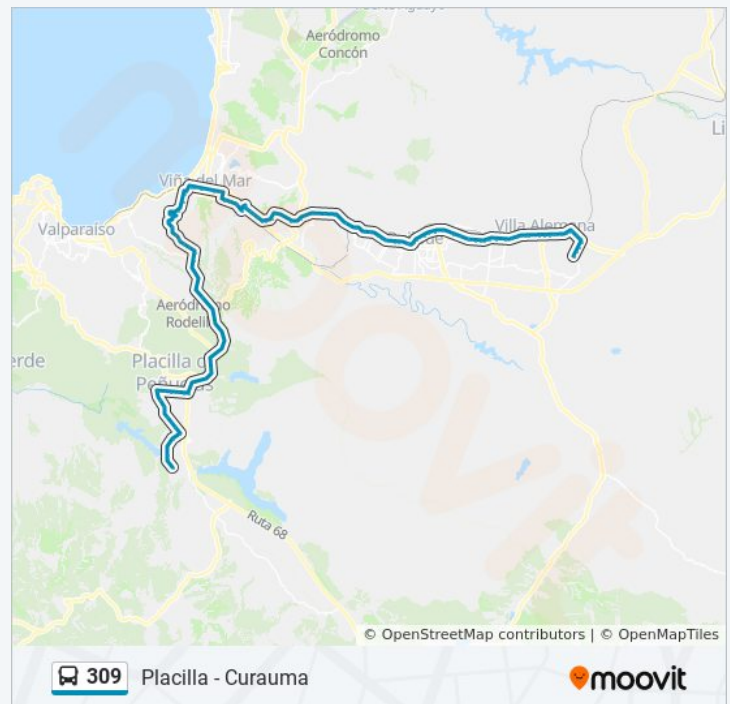 Aeródromo
Concón
Li
Viña del Mar
Valparaiso
Villa Alemana
Aeródromo
Rodelillo
erde
Placilla de
Peñuelas
Ruta 68
© OpenStreetMap contributors | © OpenMapTiles
309 Placilla - Curauma moovit